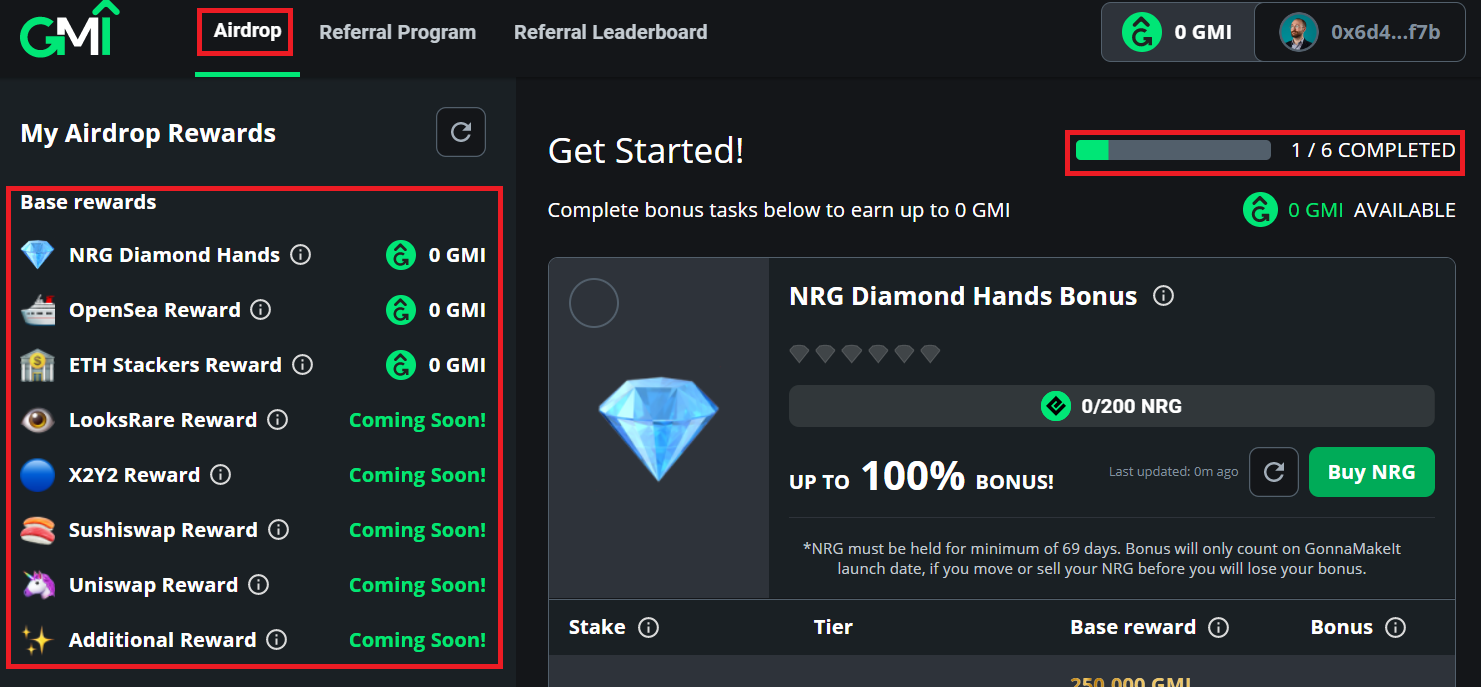 GMI
Airdrop
Referral Program
Referral Leaderboard
0 GMI
0x6d4...f7b
My Airdrop Rewards
Base rewards
NRG Diamond Hands
0 GMI
OpenSea Reward
0 GMI
ETH Stackers Reward
0 GMI
LooksRare Reward
Coming Soon!
X2Y2 Reward
Coming Soon!
Sushiswap Reward
Coming Soon!
Uniswap Reward
Coming Soon!
Additional Reward
Coming Soon!
Get Started!
1 / 6 COMPLETED
Complete bonus tasks below to earn up to 0 GMI
0 GMI AVAILABLE
NRG Diamond Hands Bonus
0/200 NRG
UP TO 100% BONUS!
Last updated: 0m ago
Buy NRG
*NRG must be held for minimum of 69 days. Bonus will only count on GonnaMakeIt
launch date, if you move or sell your NRG before you will lose your bonus.
Stake
Tier
Base reward
Bonus
250,000 GMI